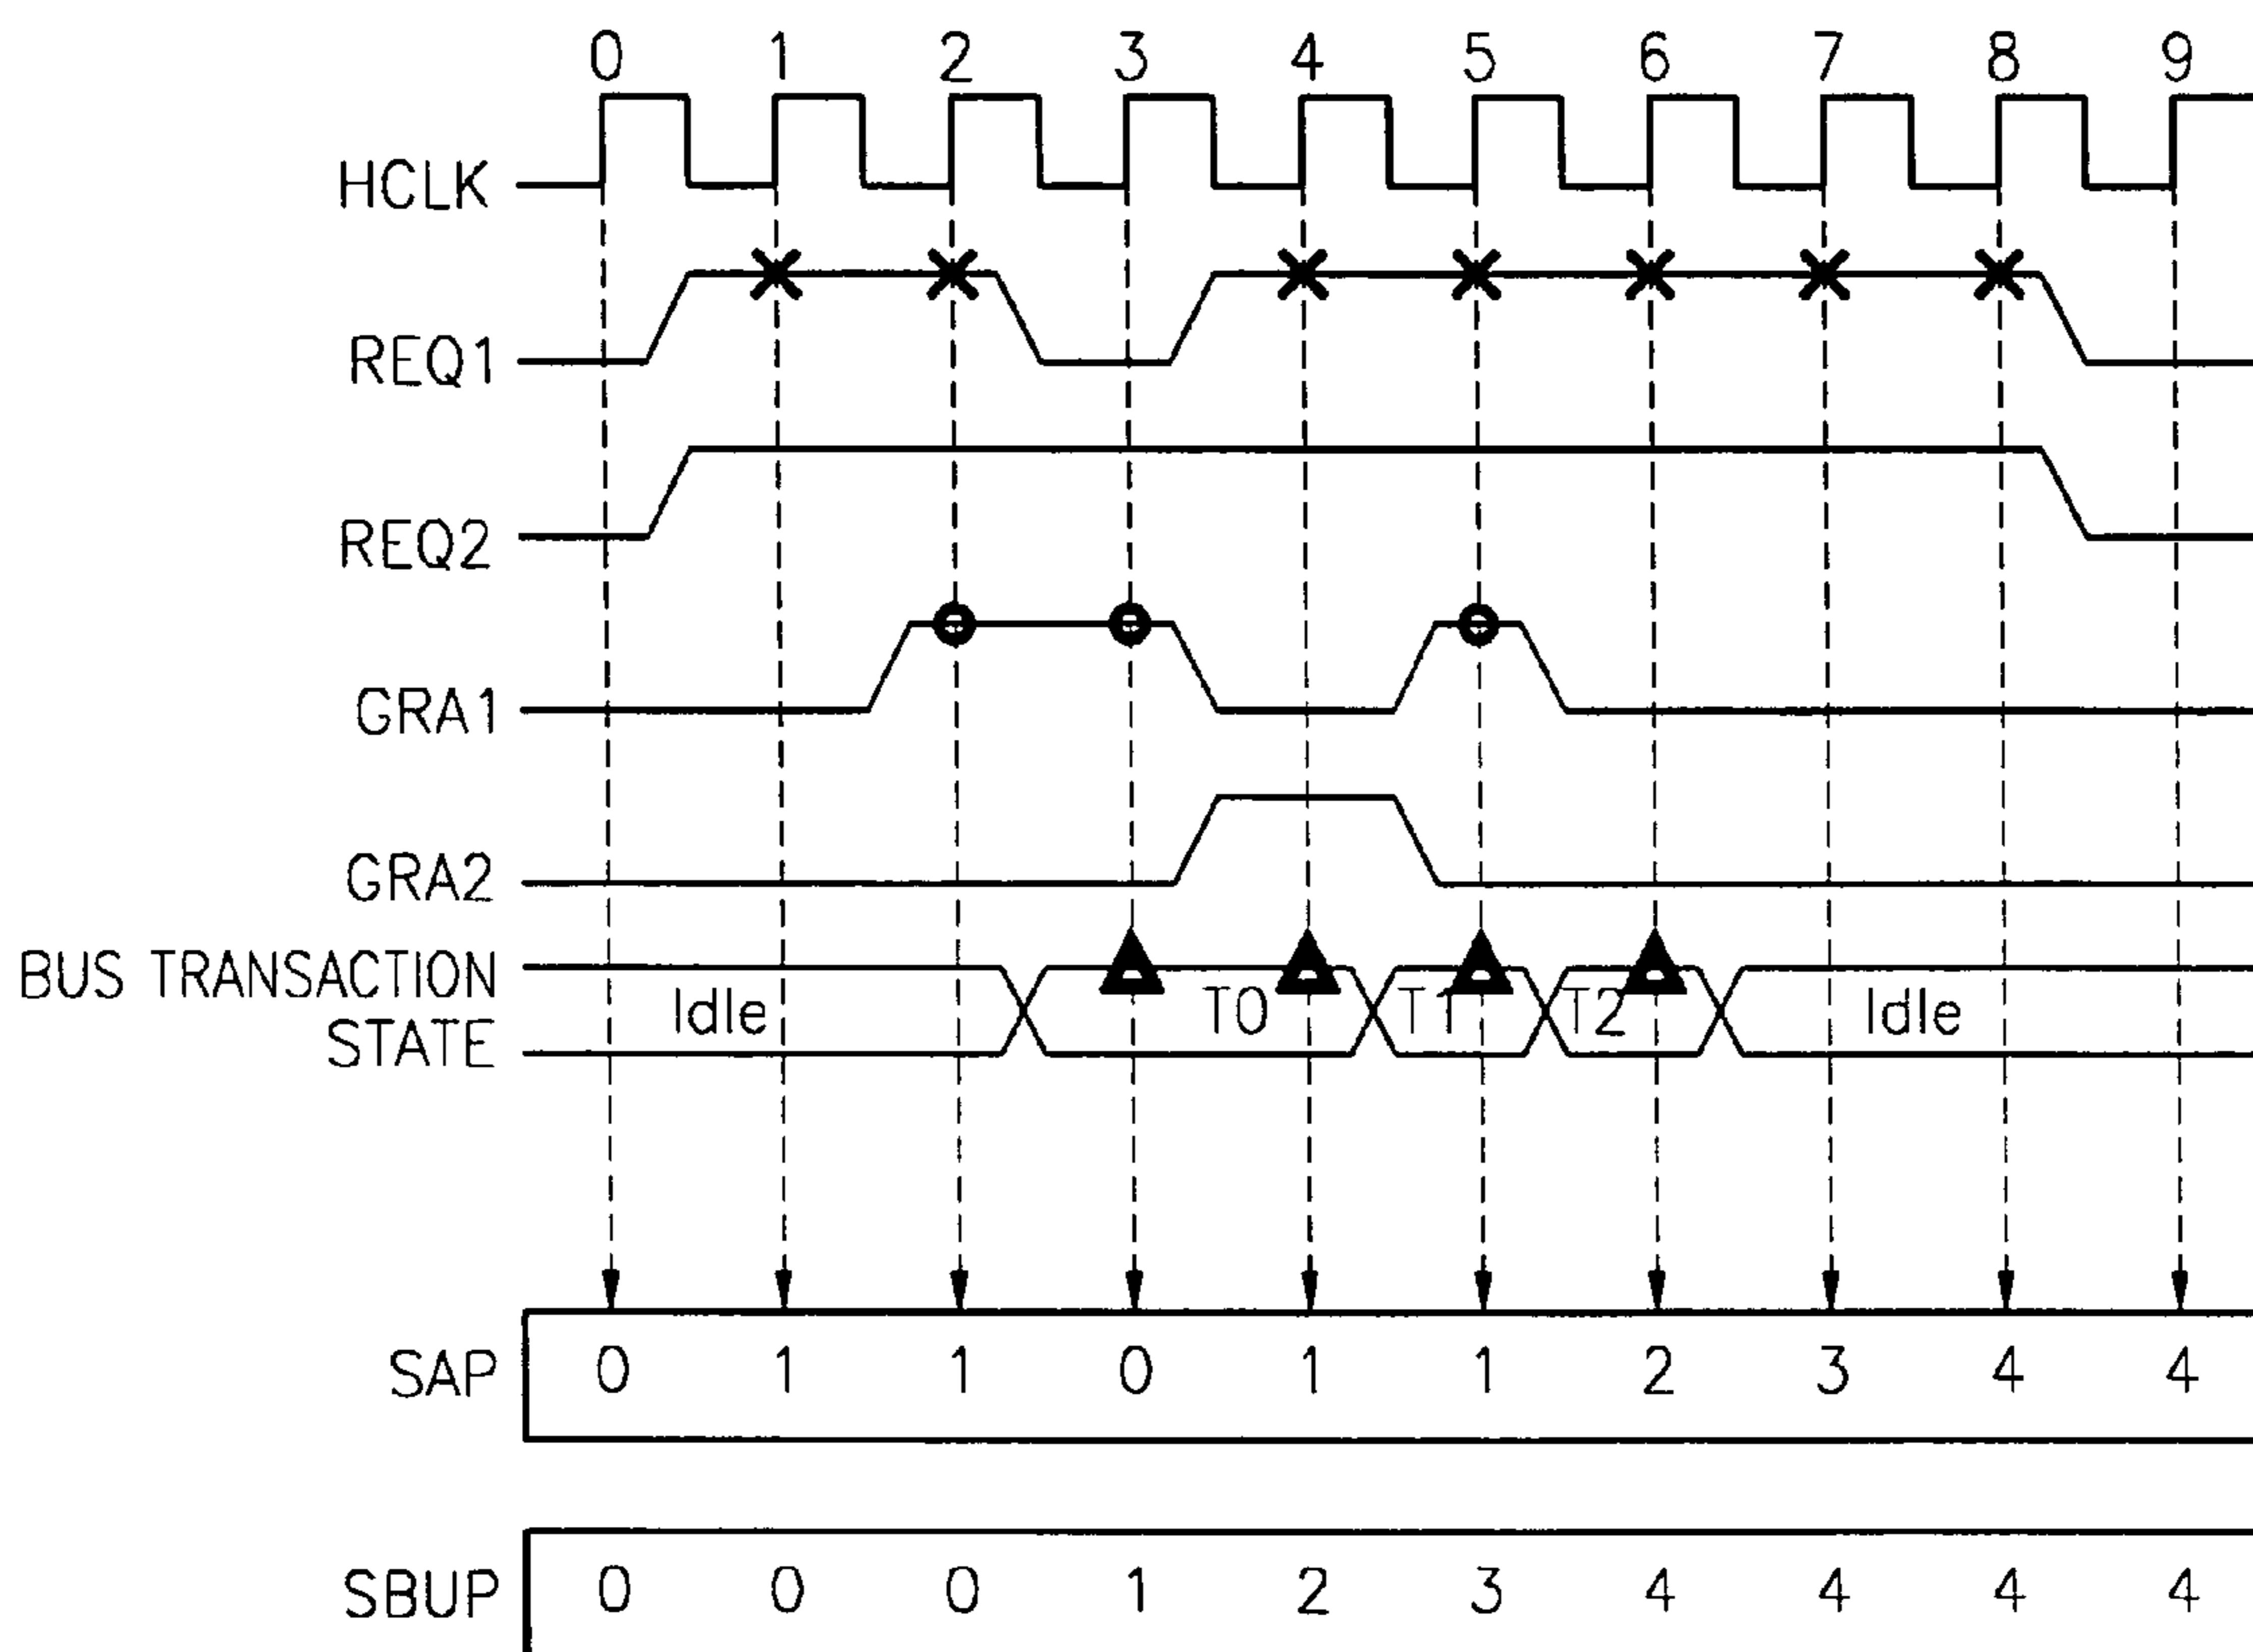 0 1 2 3 4 5 6 7 8 9
HCLK
REQ1
REQ2
GRA1
GRA2
BUS TRANSACTION
STATE
Idle T0 T1 T2 Idle
SAP 0 1 1 0 1 1 2 3 4 4
SBUP 0 0 0 1 2 3 4 4 4 4